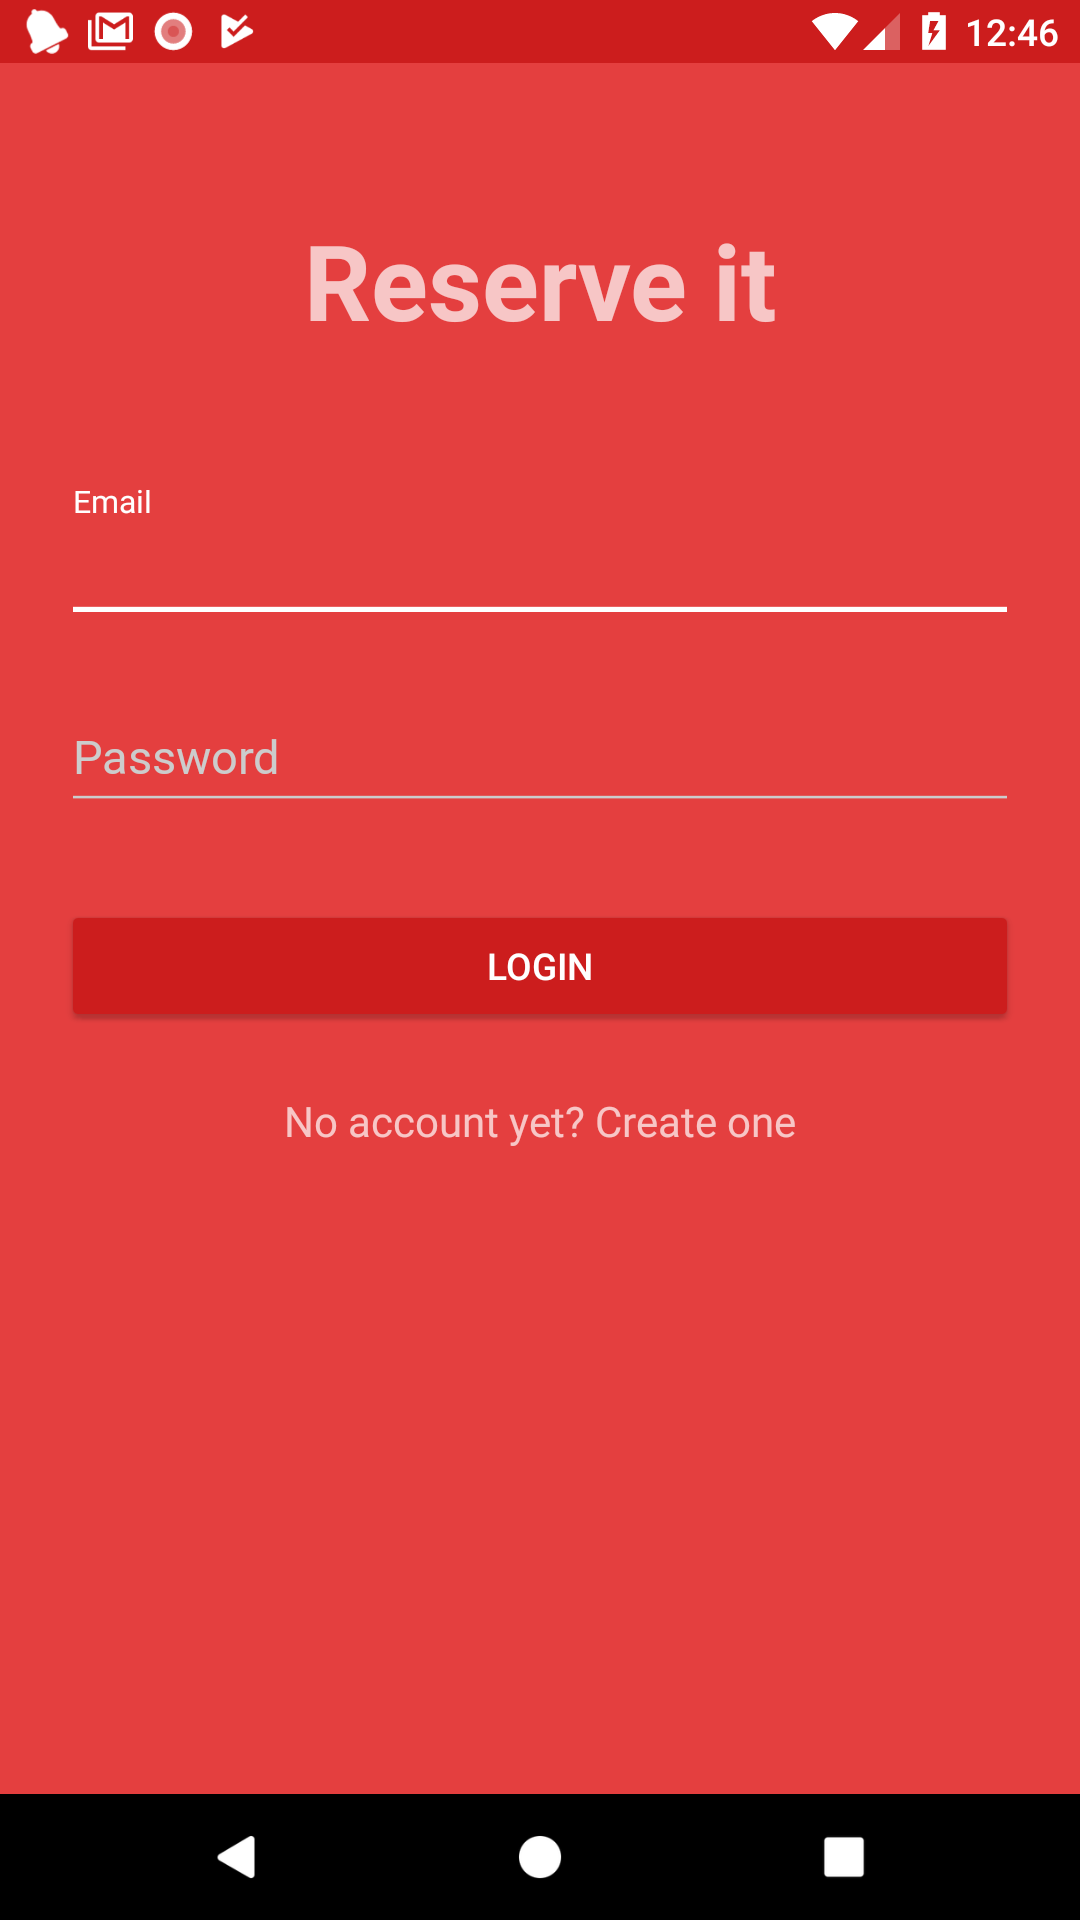 12:46
Reserve it
Email
Password
LOGIN
No account yet? Create one